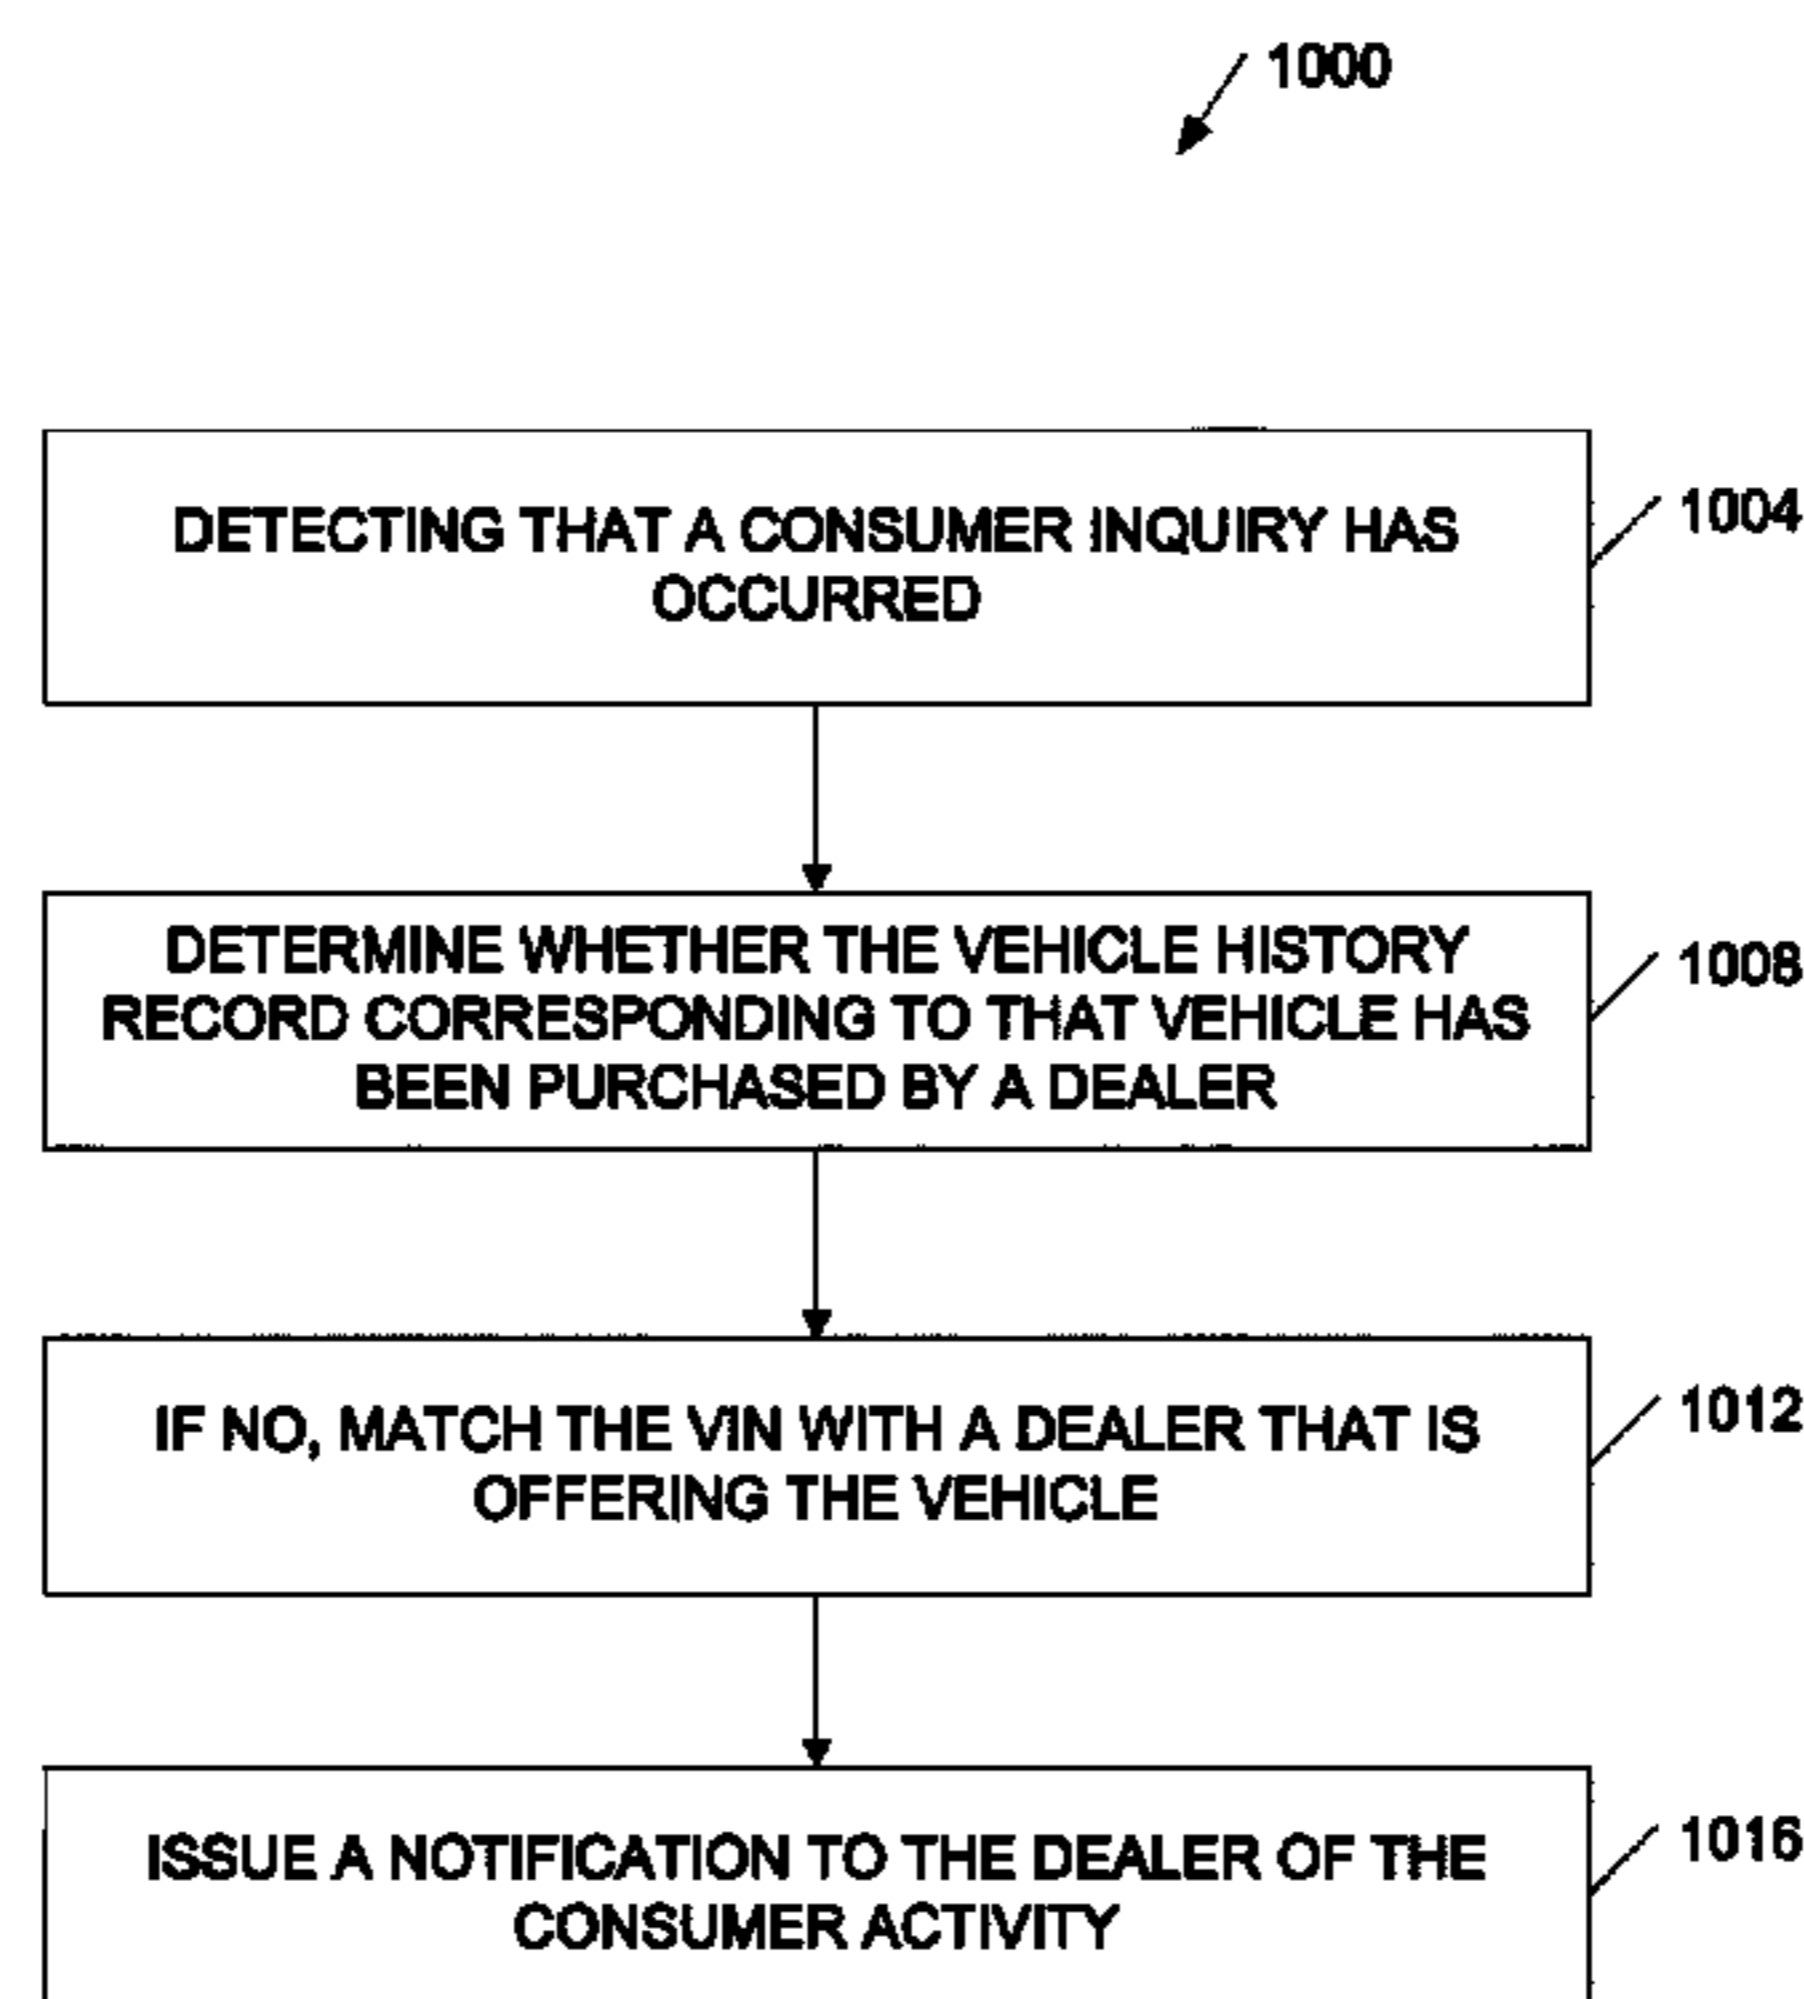 1000
DETECTING THAT A CONSUMER INQUIRY HAS
OCCURRED
1004
DETERMINE WHETHER THE VEHICLE HISTORY
RECORD CORRESPONDING TO THAT VEHICLE HAS
BEEN PURCHASED BY A DEALER
1008
IF NO, MATCH THE VIN WITH A DEALER THAT IS
OFFERING THE VEHICLE
1012
ISSUE A NOTIFICATION TO THE DEALER OF THE
CONSUMER ACTIVITY
1016